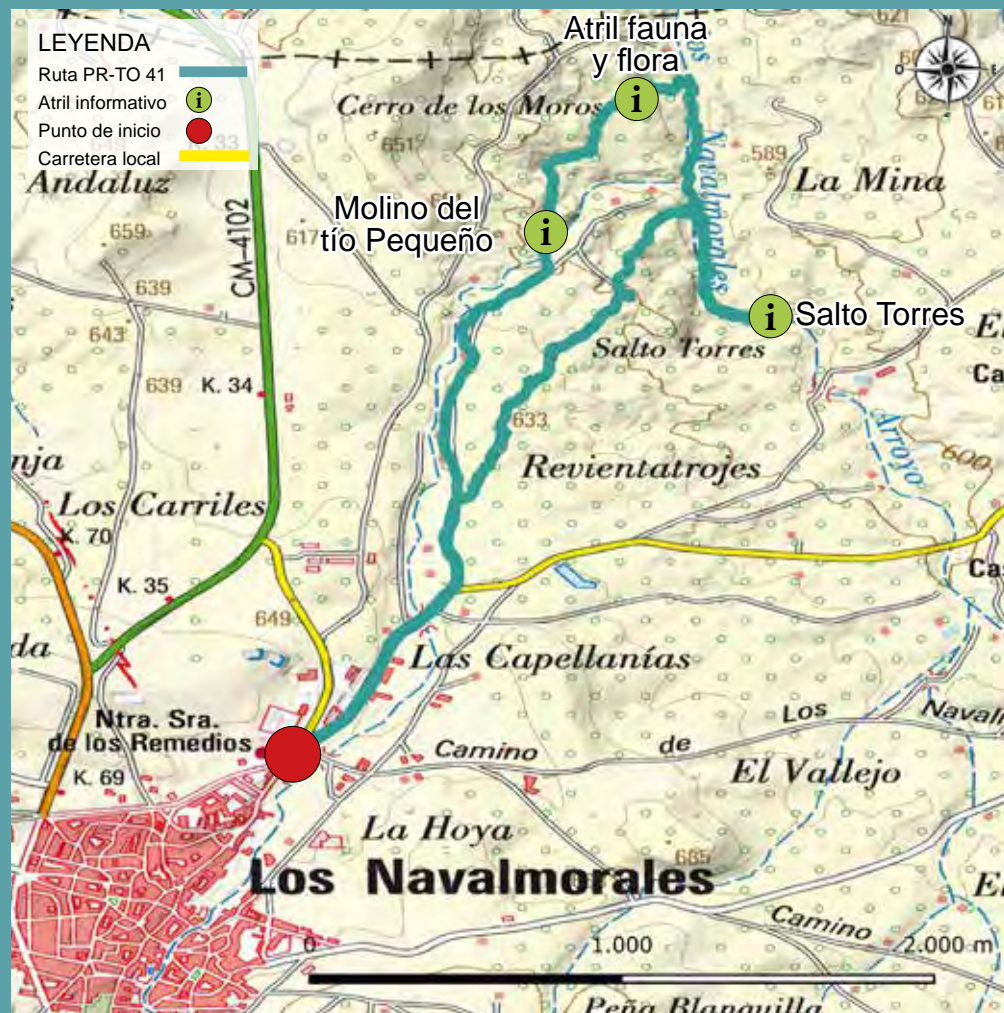 LEYENDA
Ruta PR-TO 41
Atril informativo
i
Punto de inicio
Carretera local
Atril fauna
y flora
i
Cerro de los Moros
K. 33
651
621
N
O
E
Andaluz
659
CM-4102
617
Molino del
tío Pequeño
i
Navalmorales
589
La Mina
639
643
639
K. 34
i
Salto Torres
Salto Torres
633
Revientatrojes
Arroyo
600
Los Carriles
K. 70
K. 35
649
Las Capellanías
Ntra. Sra.
de los Remedios
K. 69
Camino de Los
El Vallejo
La Hoya
685
Los Navalmorales
Camino
0 1.000 2.000 m
Peña Blanquilla